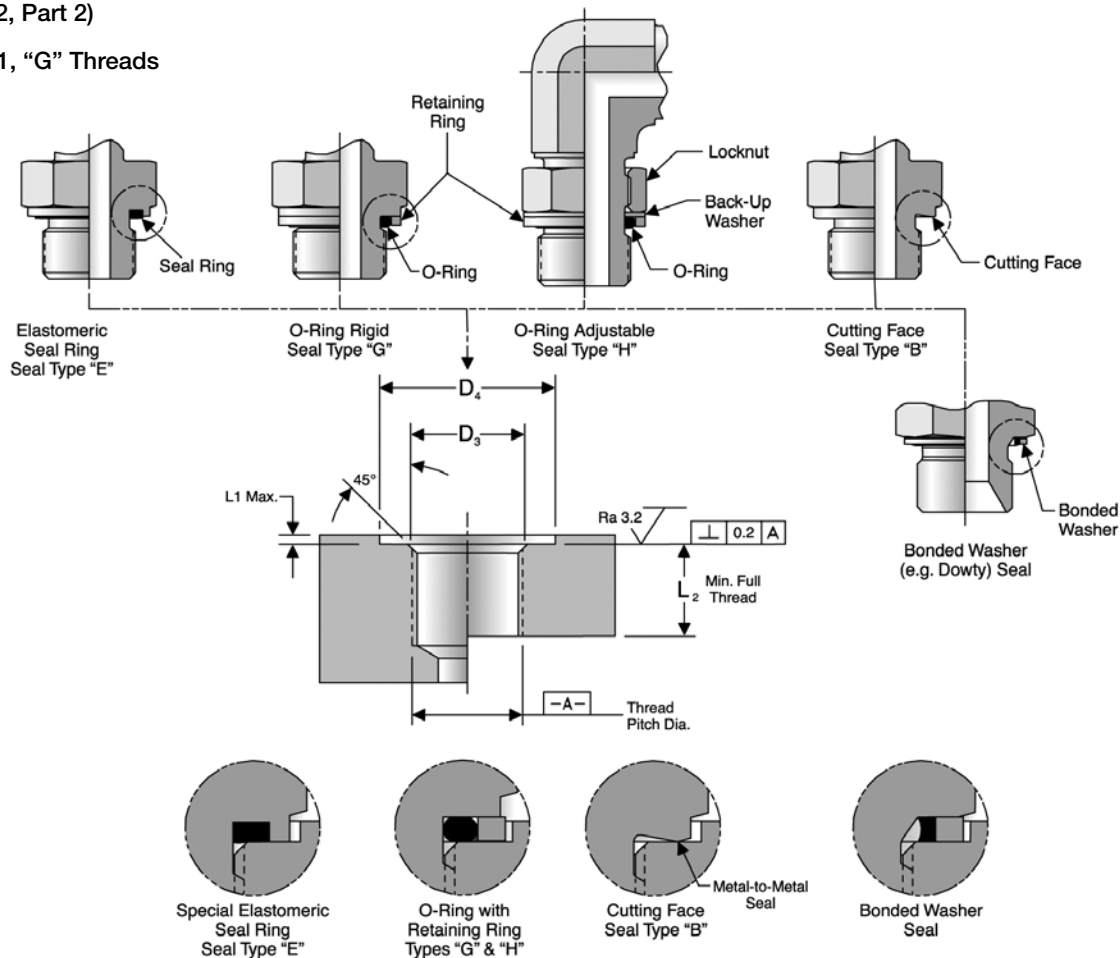 2, Part 2)
1, “G” Threads
Retaining
Ring
Locknut
Back-Up
Washer
Seal Ring
O-Ring
O-Ring
Cutting Face
Elastomeric
Seal Ring
Seal Type “E”
O-Ring Rigid
Seal Type “G”
O-Ring Adjustable
Seal Type “H”
Cutting Face
Seal Type “B”
D4
D3
45°
L1 Max.
Ra 3.2
⊥ 0.2 A
L2
Min. Full
Thread
Bonded
Washer
Bonded Washer
(e.g. Dowty) Seal
-A-
Thread
Pitch Dia.
Metal-to-Metal
Seal
Special Elastomeric
Seal Ring
Seal Type “E”
O-Ring with
Retaining Ring
Types “G” & “H”
Cutting Face
Seal Type “B”
Bonded Washer
Seal